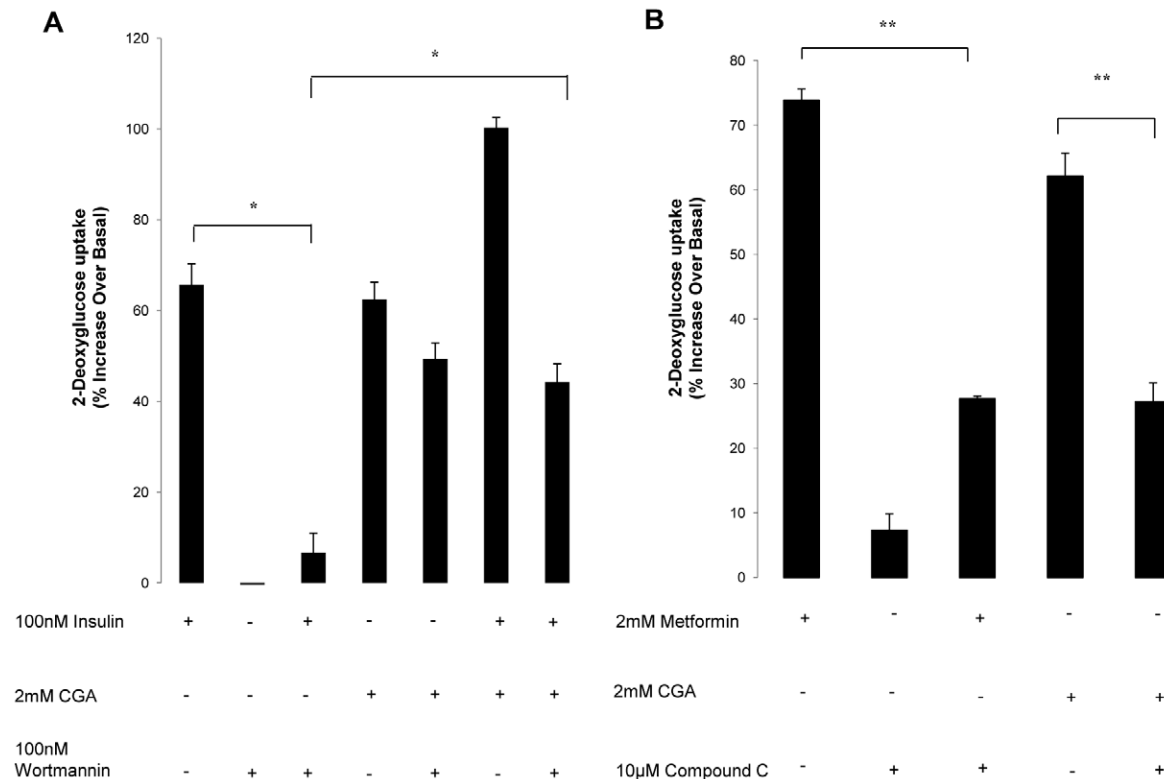 A
2-Deoxyglucose uptake
(% Increase Over Basal)
120
100
80
60
40
20
0
*
*
100nM Insulin + - + - - + +
2mM CGA - - - + + + +
100nM
Wortmannin - + + - + - +
B
2-Deoxyglucose uptake
(% Increase Over Basal)
80
70
60
50
40
30
20
10
0
**
**
2mM Metformin + - + - -
2mM CGA - - - + +
10µM Compound C - + + - +